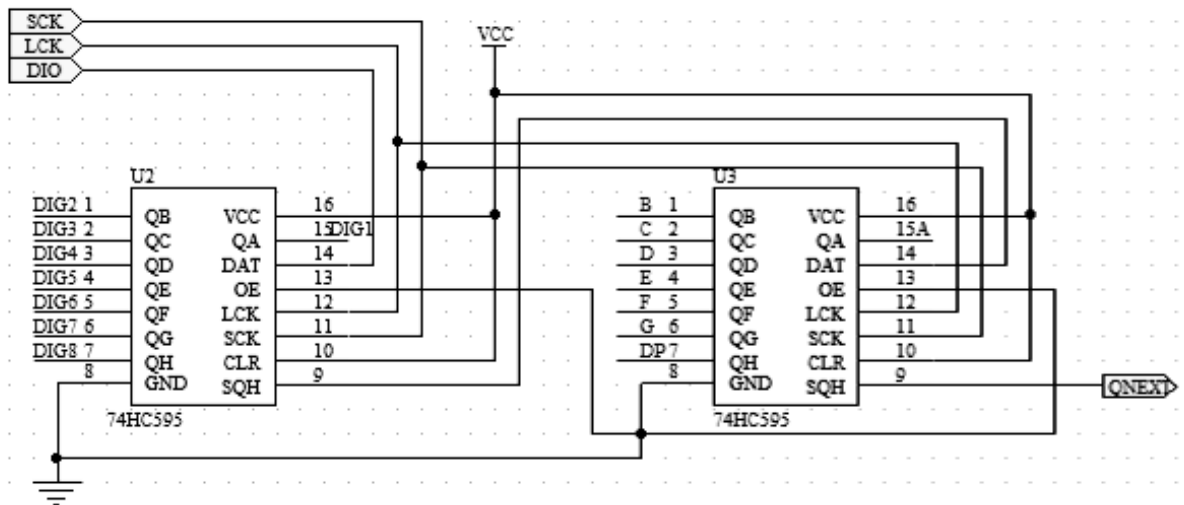 SCK
LCK
DIO
VCC
U2
DIG2 1 QB VCC 16
DIG3 2 QC QA 15 DIG1
DIG4 3 QD DAT 14
DIG5 4 QE OE 13
DIG6 5 QF LCK 12
DIG7 6 QG SCK 11
DIG8 7 QH CLR 10
8 GND SQH 9
74HC595
U3
B 1 QB VCC 16
C 2 QC QA 15 A
D 3 QD DAT 14
E 4 QE OE 13
F 5 QF LCK 12
G 6 QG SCK 11
DP 7 QH CLR 10
8 GND SQH 9
74HC595
QNEXT